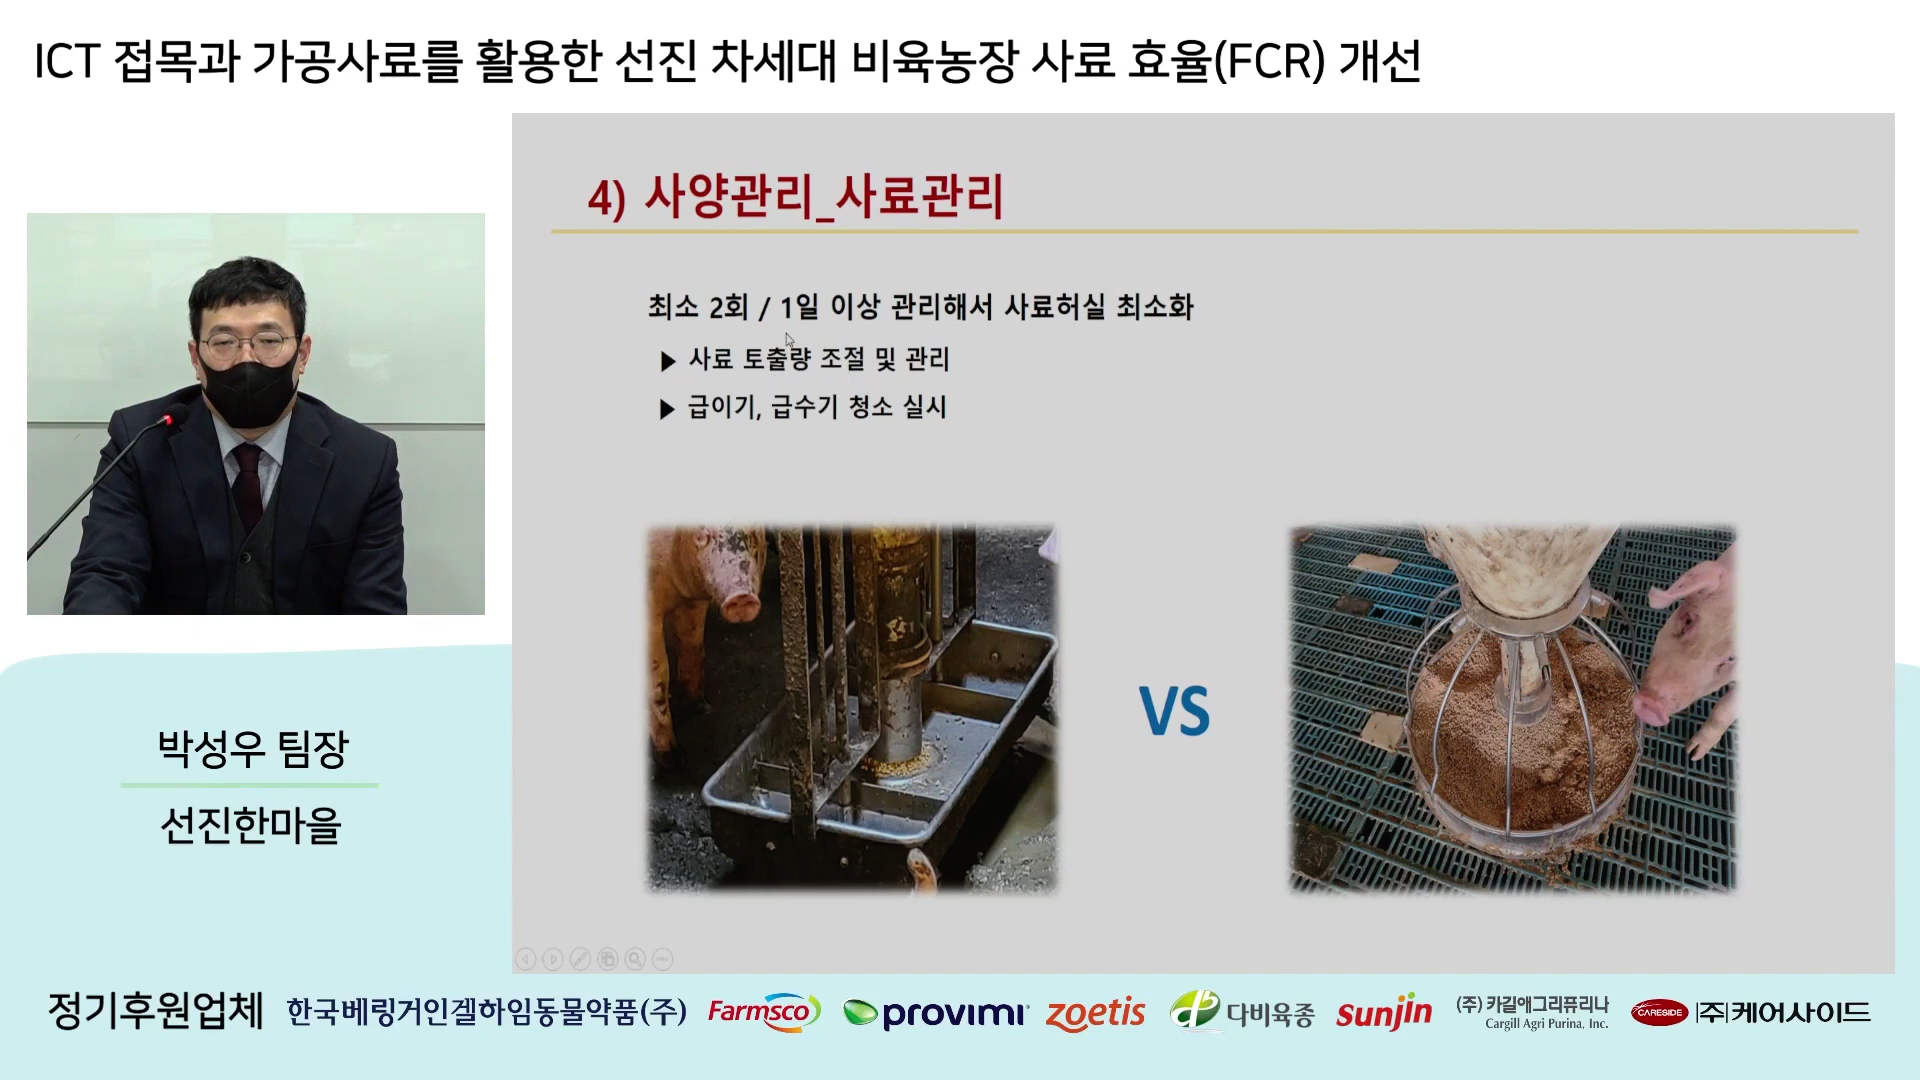 ICT 접목과 가공사료를 활용한 선진 차세대 비육농장 사료 효율(FCR) 개선
4) 사양관리_사료관리
최소 2회 / 1일 이상 관리해서 사료허실 최소화
▶ 사료 토출량 조절 및 관리
▶ 급이기, 급수기 청소 실시
VS
박성우 팀장
선진한마을
정기후원업체 한국베링거인겔하임동물약품(주) Farmsco provimi zoetis 다비육종 sunjin (주) 카길애그리퓨리나 Cargill Agri Purina, Inc. CARESIDE (주)케어사이드